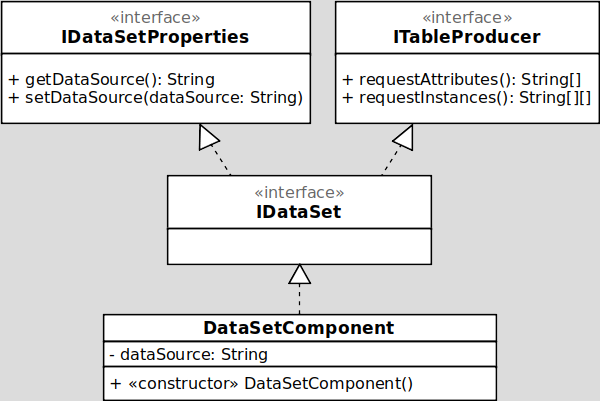 «interface»
IDataSetProperties
+ getDataSource(): String
+ setDataSource(dataSource: String)
«interface»
ITableProducer
+ requestAttributes(): String[]
+ requestInstances(): String[][]
«interface»
IDataSet
DataSetComponent
- dataSource: String
+ «constructor» DataSetComponent()